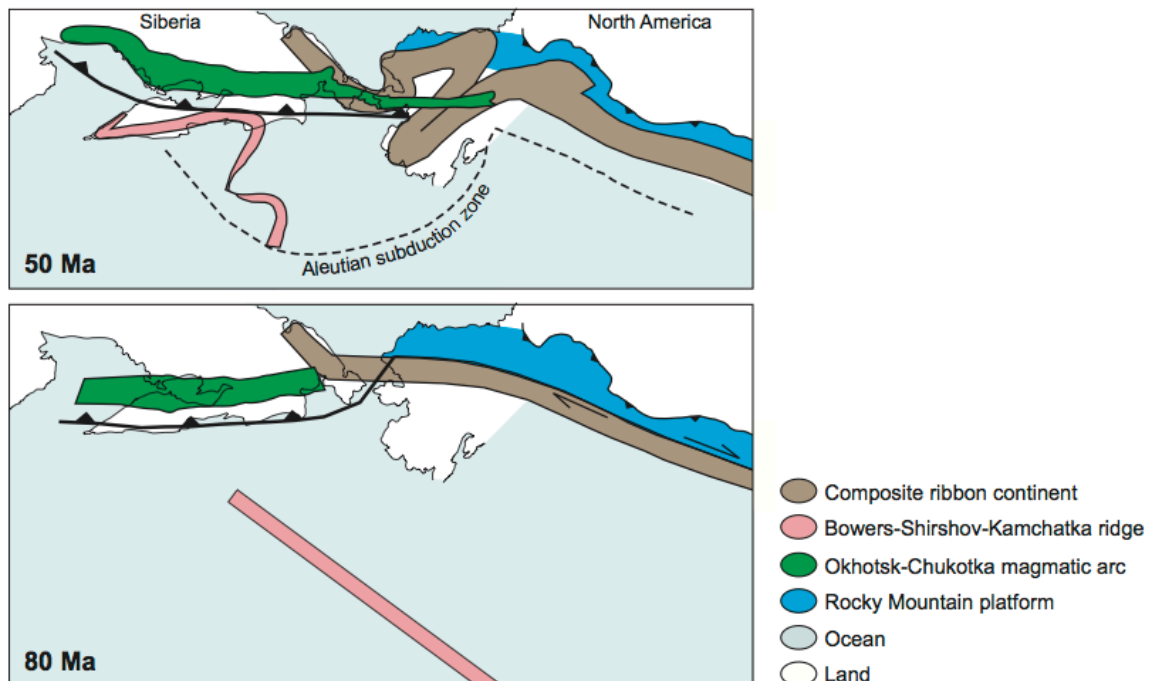 Siberia
North America
Aleutian subduction zone
50 Ma
80 Ma
Composite ribbon continent
Bowers-Shirshov-Kamchatka ridge
Okhotsk-Chukotka magmatic arc
Rocky Mountain platform
Ocean
Land